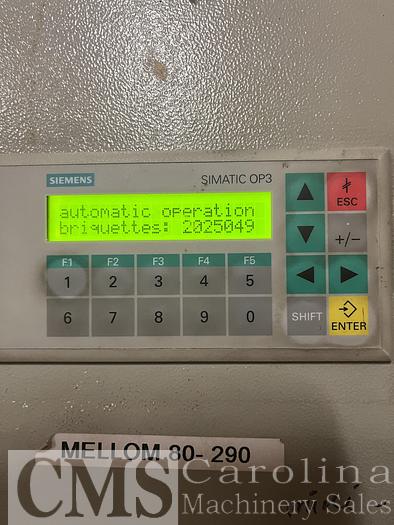 SIEMENS
SIMATIC OP3
automatic operation
briquettes: 2025049
ESC
+/-
F1 F2 F3 F4 F5
1 2 3 4 5
6 7 8 9 0
SHIFT
ENTER
MELLOM 80-290
CMS Carolina
Machinery Sales